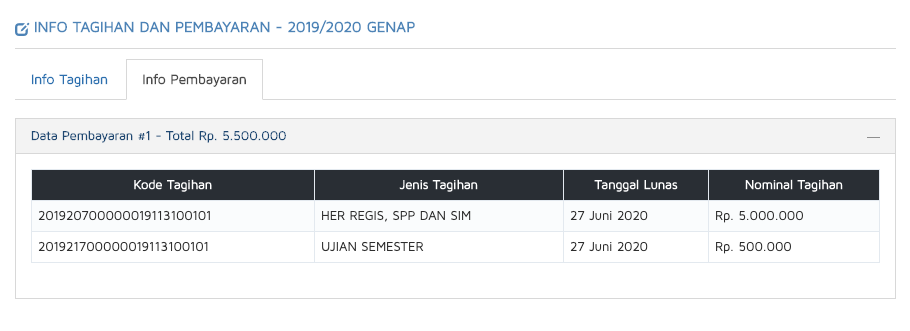 INFO TAGIHAN DAN PEMBAYARAN - 2019/2020 GENAP
Info Tagihan Info Pembayaran
Data Pembayaran #1 - Total Rp. 5.500.000
Kode Tagihan Jenis Tagihan Tanggal Lunas Nominal Tagihan
201920700000019113100101 HER REGIS, SPP DAN SIM 27 Juni 2020 Rp. 5.000.000
201921700000019113100101 UJIAN SEMESTER 27 Juni 2020 Rp. 500.000